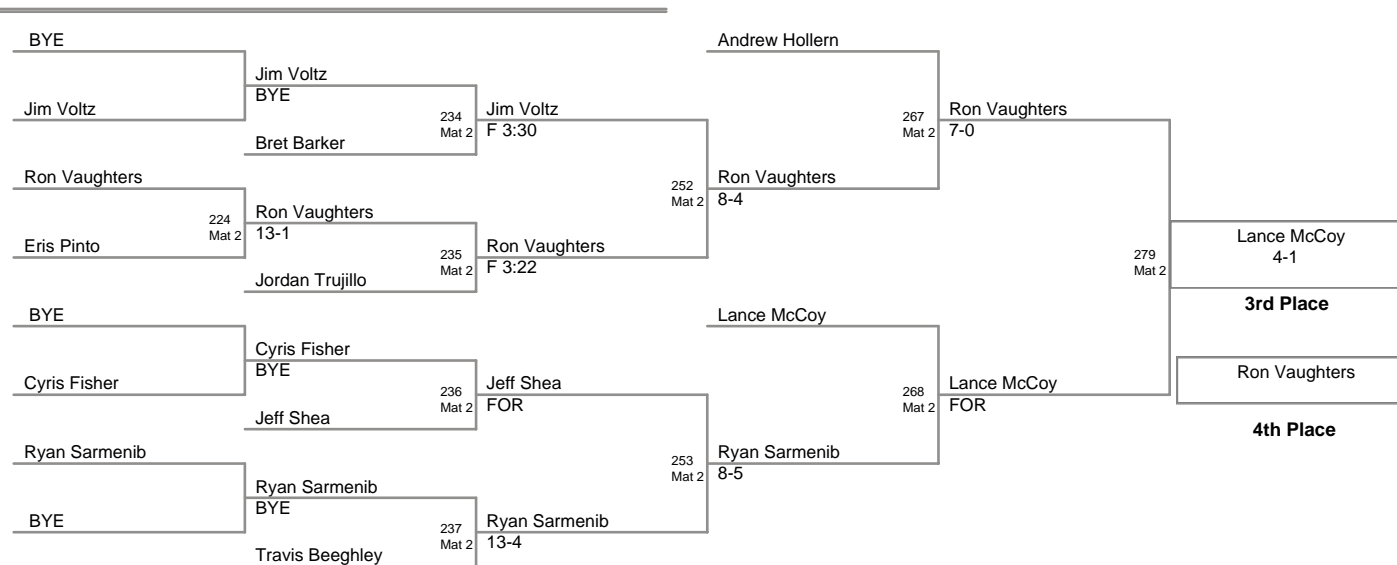 BYE
Jim Voltz
Jim Voltz
BYE
Bret Barker
234
Mat 2
Jim Voltz
F 3:30
Ron Vaughters
Eris Pinto
224
Mat 2
Ron Vaughters
13-1
Jordan Trujillo
235
Mat 2
Ron Vaughters
F 3:22
252
Mat 2
Andrew Hollern
Ron Vaughters
8-4
267
Mat 2
Ron Vaughters
7-0
BYE
Cyris Fisher
Cyris Fisher
BYE
Jeff Shea
236
Mat 2
Jeff Shea
FOR
Ryan Sarmenib
BYE
Ryan Sarmenib
BYE
Travis Beeghley
237
Mat 2
Ryan Sarmenib
13-4
253
Mat 2
Lance McCoy
Ryan Sarmenib
8-5
268
Mat 2
Lance McCoy
FOR
279
Mat 2
Lance McCoy
4-1
3rd Place
Ron Vaughters
4th Place